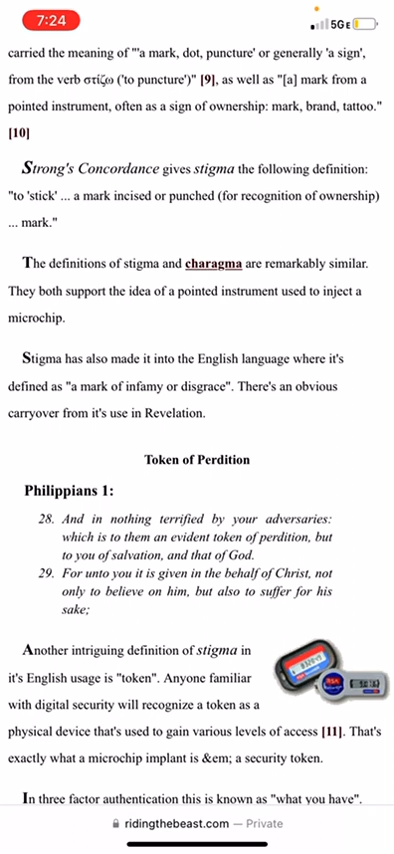 7:24
5GE
carried the meaning of "'a mark, dot, puncture' or generally 'a sign',
from the verb στίζω ('to puncture')" [9], as well as "[a] mark from a
pointed instrument, often as a sign of ownership: mark, brand, tattoo."
[10]
Strong's Concordance gives stigma the following definition:
"to 'stick' ... a mark incised or punched (for recognition of ownership)
... mark."
The definitions of stigma and charagma are remarkably similar.
They both support the idea of a pointed instrument used to inject a
microchip.
Stigma has also made it into the English language where it's
defined as "a mark of infamy or disgrace". There's an obvious
carryover from it's use in Revelation.
Token of Perdition
Philippians 1:
28. And in nothing terrified by your adversaries:
which is to them an evident token of perdition, but
to you of salvation, and that of God.
29. For unto you it is given in the behalf of Christ, not
only to believe on him, but also to suffer for his
sake;
Another intriguing definition of stigma in
it's English usage is "token". Anyone familiar
with digital security will recognize a token as a
physical device that's used to gain various levels of access [11]. That's
exactly what a microchip implant is &em; a security token.
In three factor authentication this is known as "what you have".
ridingthebeast.com — Private